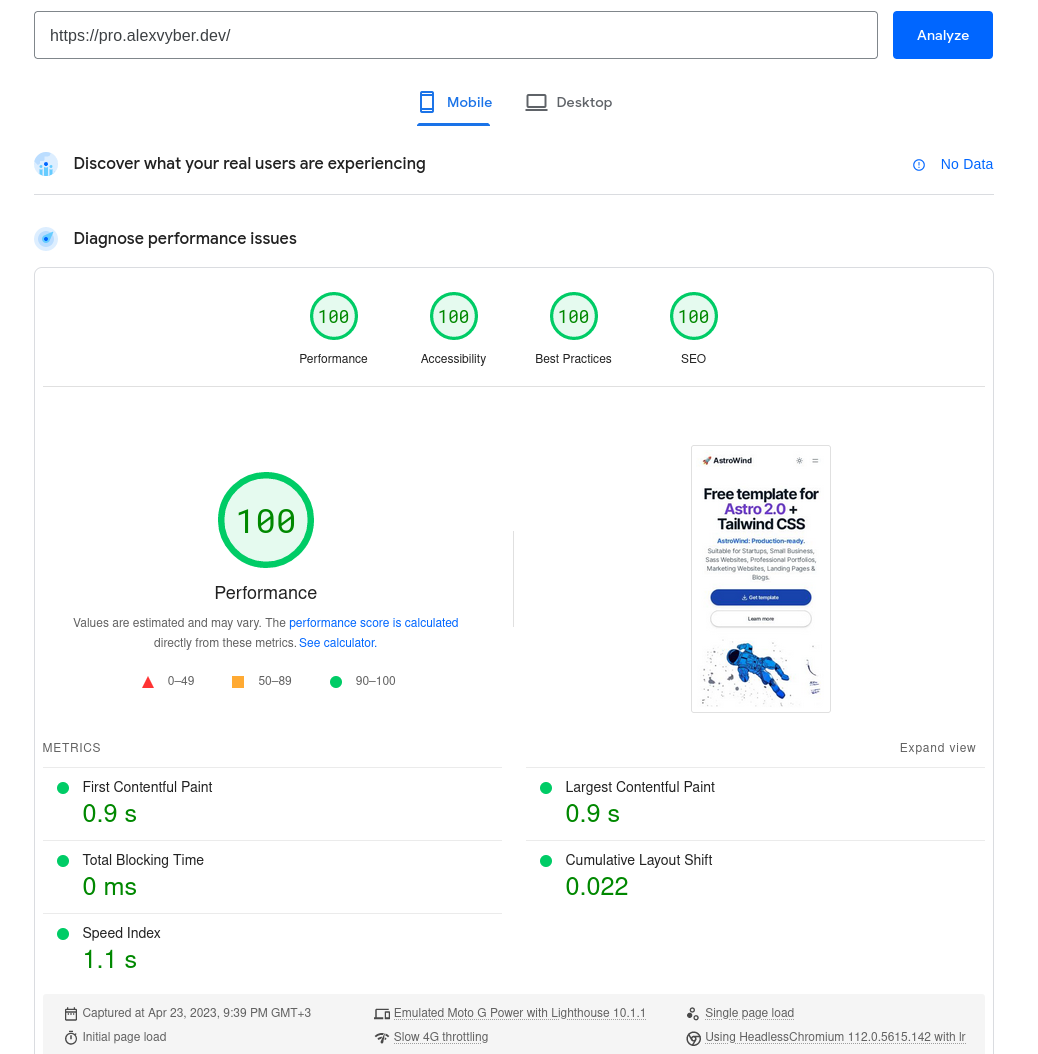 https://pro.alexvyber.dev/
Analyze
Mobile
Desktop
Discover what your real users are experiencing
No Data
Diagnose performance issues
100
100
100
100
Performance
Accessibility
Best Practices
SEO
100
Performance
Values are estimated and may vary. The performance score is calculated
directly from these metrics. See calculator.
0–49
50–89
90–100
🚀 AstroWind
Free template for
Astro 2.0 +
Tailwind CSS
AstroWind: Production-ready.
Suitable for Startups, Small Business,
Sass Websites, Professional Portfolios,
Marketing Websites, Landing Pages &
Blogs.
Get template
Learn more
METRICS
Expand view
First Contentful Paint
0.9 s
Largest Contentful Paint
0.9 s
Total Blocking Time
0 ms
Cumulative Layout Shift
0.022
Speed Index
1.1 s
Captured at Apr 23, 2023, 9:39 PM GMT+3
Emulated Moto G Power with Lighthouse 10.1.1
Single page load
Initial page load
Slow 4G throttling
Using HeadlessChromium 112.0.5615.142 with lr